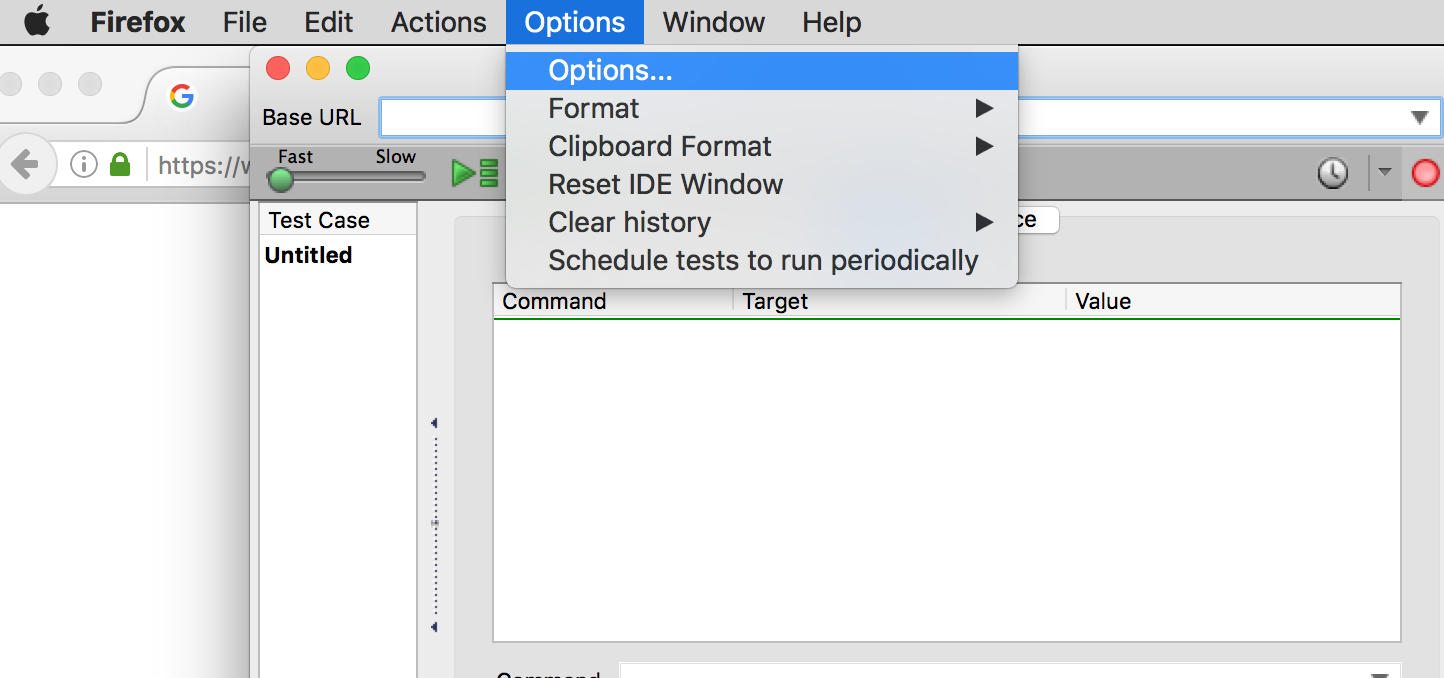 Firefox File Edit Actions Options Window Help
Options...
Format
Clipboard Format
Reset IDE Window
Clear history
Schedule tests to run periodically
Base URL
https://w
Fast Slow
Test Case
Untitled
ce
Command Target Value
Command